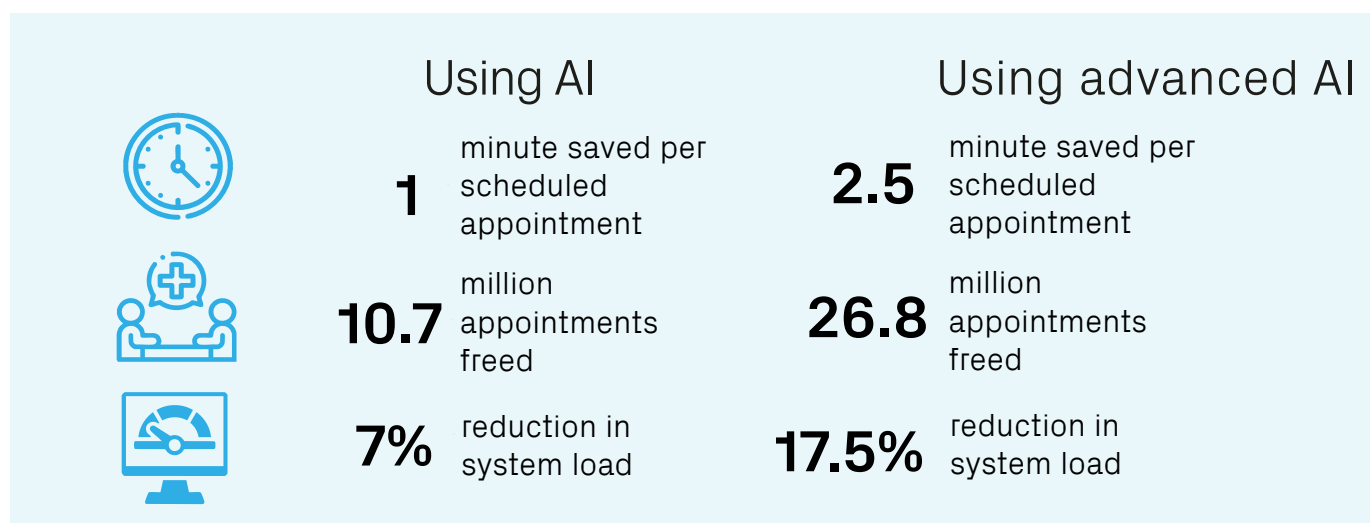 Using AI
Using advanced AI
1
minute saved per
scheduled
appointment
2.5
minute saved per
scheduled
appointment
10.7
million
appointments
freed
26.8
million
appointments
freed
7%
reduction in
system load
17.5%
reduction in
system load